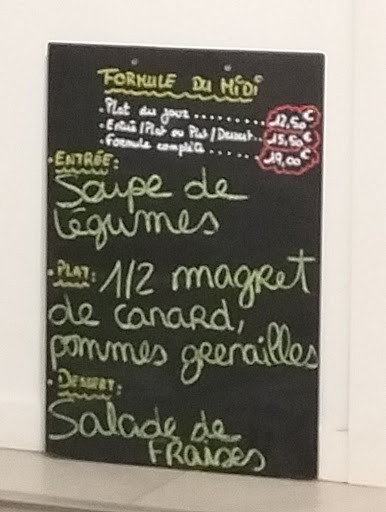 FORMULE DU MiDi
• Plat du jour ........ 12,50€
• Entrée/Plat ou Plat/Dessert.. 15,50€
• Formule complète ...... 19,00€
• ENTRÉE:
Soupe de
légumes
• PLAT: 1/2 magret
de canard,
pommes grenailles
• DESSERT:
Salade de
FRAISES